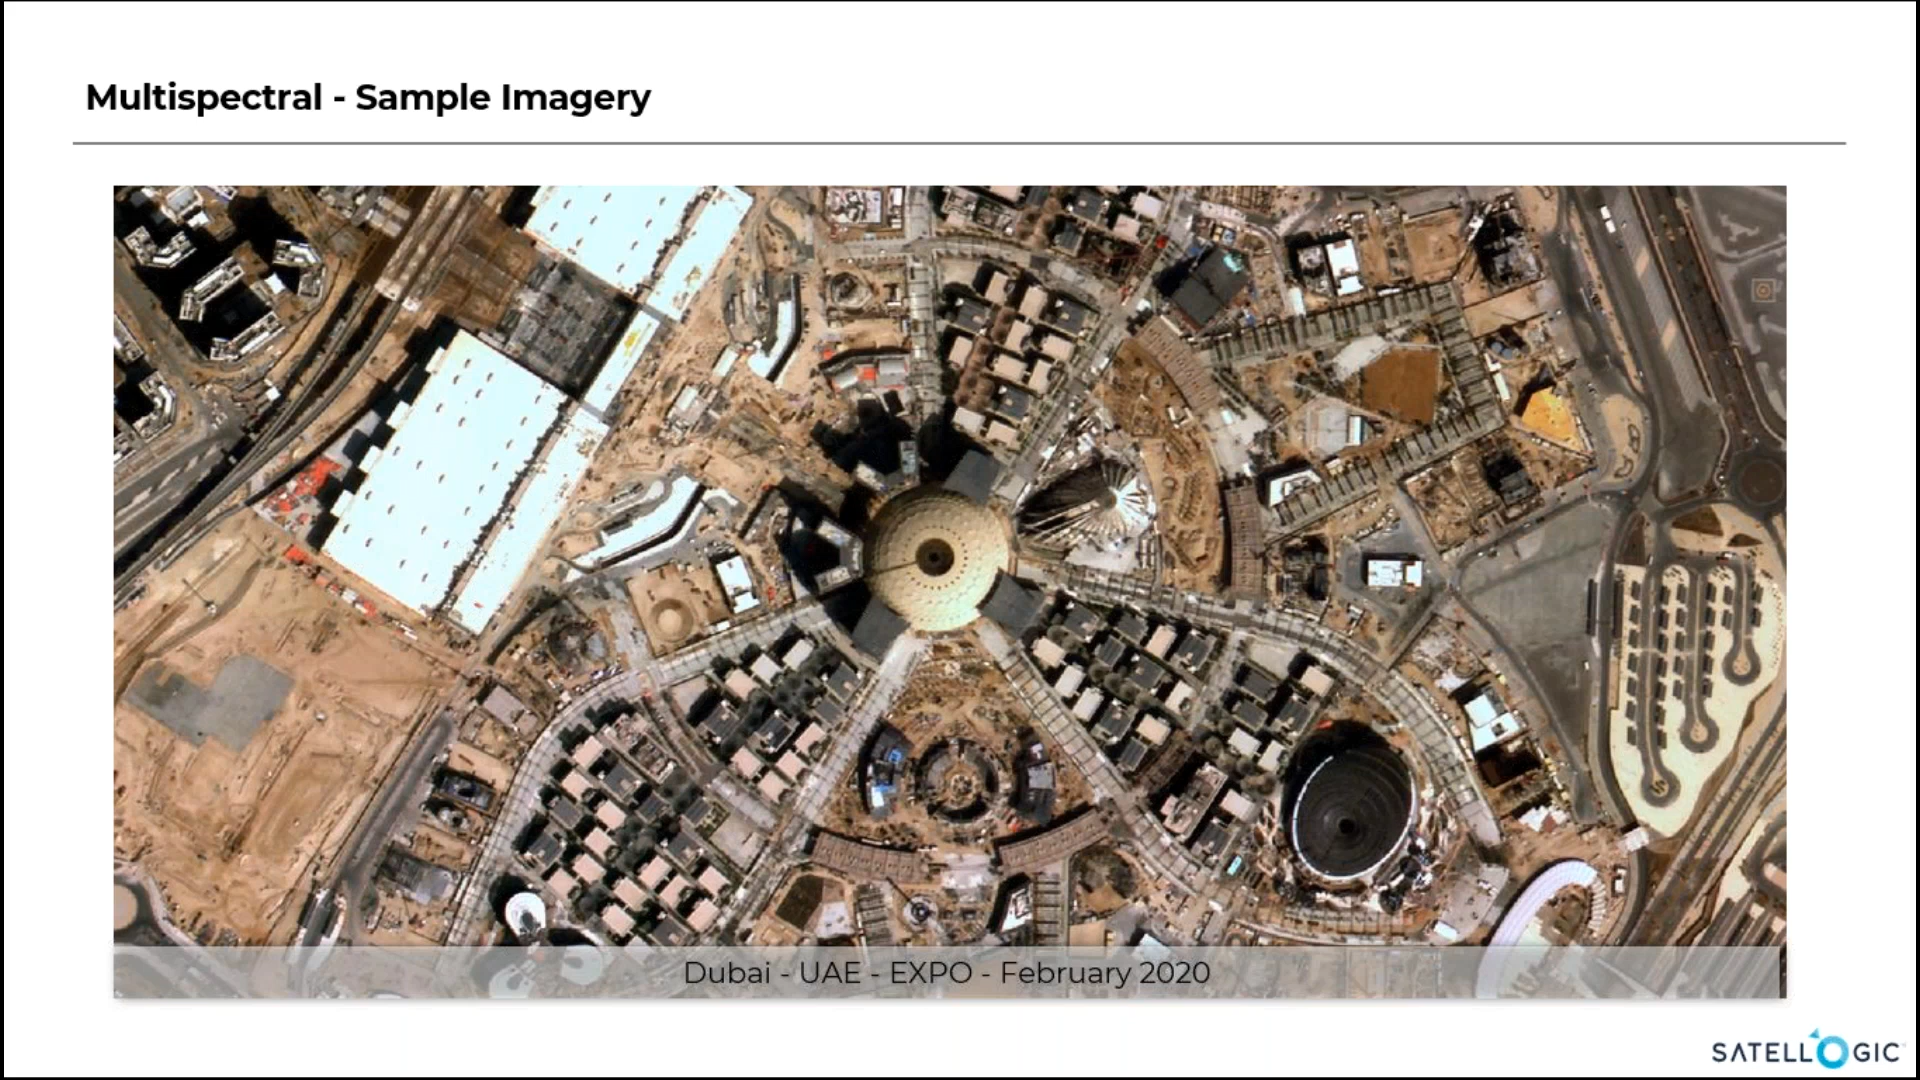 Multispectral - Sample Imagery
Dubai - UAE - EXPO - February 2020
SATELLOGIC